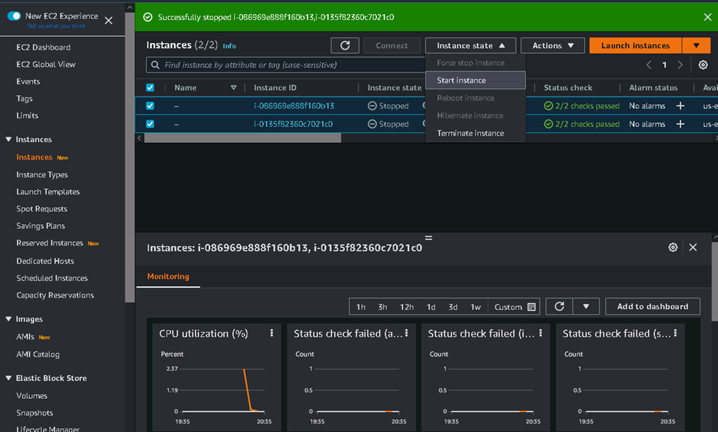 New EC2 Experience
Tell us what you think
EC2 Dashboard
EC2 Global View
Events
Tags
Limits
Instances
Instances New
Instance Types
Launch Templates
Spot Requests
Savings Plans
Reserved Instances New
Dedicated Hosts
Scheduled Instances
Capacity Reservations
Images
AMIs New
AMI Catalog
Elastic Block Store
Volumes
Snapshots
Lifecycle Manager
Successfully stopped i-086969e888f160b13,i-0135f82360c7021c0
Instances (2/2) Info
Connect
Instance state
Actions
Launch instances
Find instance by attribute or tag (case-sensitive)
1
Force stop instance
Start instance
Reboot instance
Hibernate instance
Terminate instance
Name Instance ID Instance state Status check Alarm status Avai
– i-086969e888f160b13 Stopped 2/2 checks passed No alarms + us-e
– i-0135f82360c7021c0 Stopped 2/2 checks passed No alarms + us-e
Instances: i-086969e888f160b13, i-0135f82360c7021c0
Monitoring
1h 3h 12h 1d 3d 1w Custom
Add to dashboard
CPU utilization (%)
Percent
2.37
1.19
0
19:35 20:35
Status check failed (a...
Count
1
0.5
0
19:35 20:35
Status check failed (i...
Count
1
0.5
0
19:35 20:35
Status check failed (s...
Count
1
0.5
0
19:35 20:35